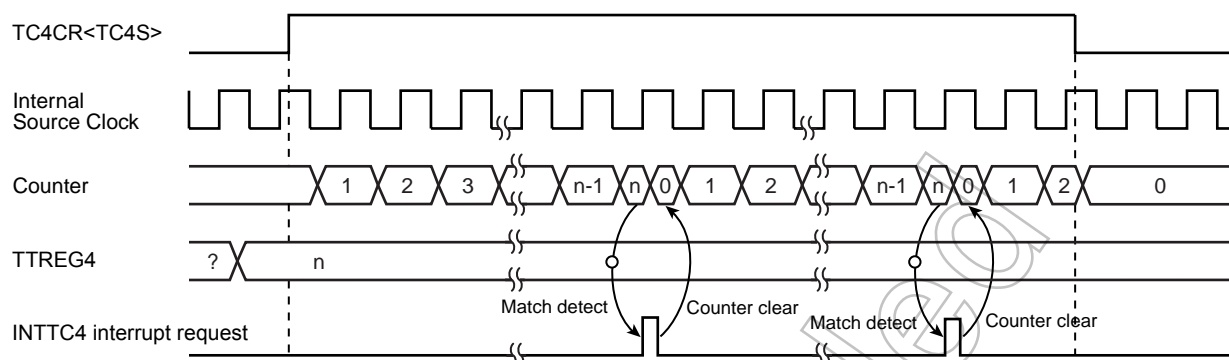 TC4CR<TC4S>
Internal
Source Clock
Counter
1 2 3 n-1 n 0 1 2 n-1 n 0 1 2 0
TTREG4
? n
Match detect Counter clear Match detect Counter clear
INTTC4 interrupt request